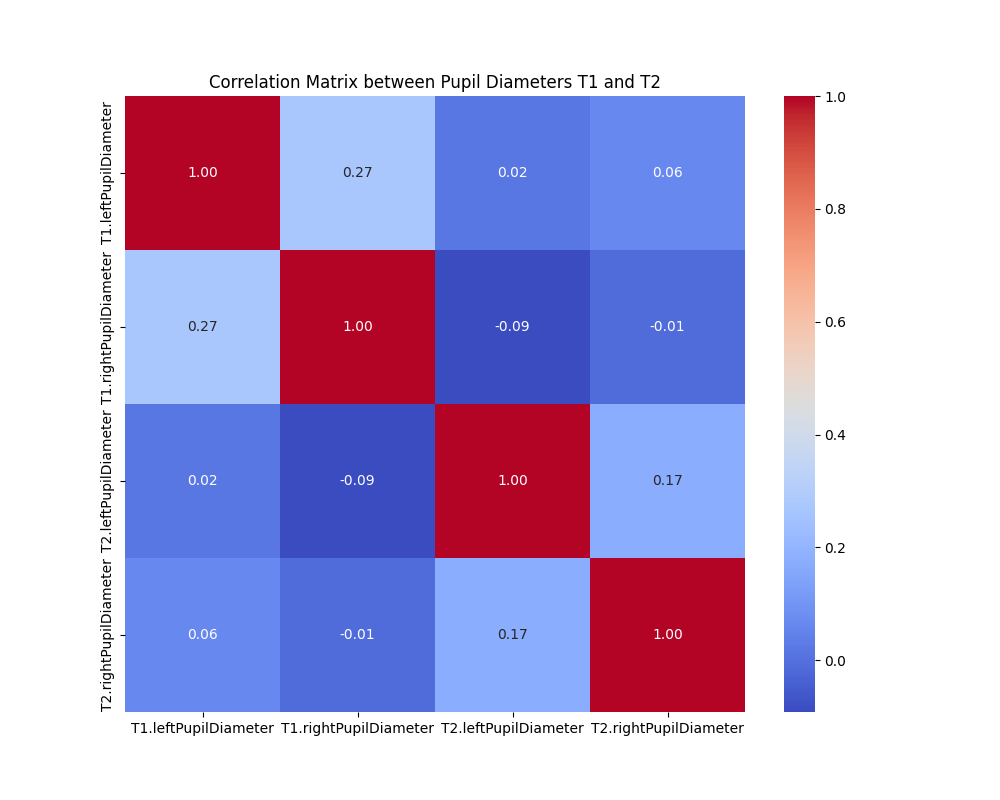 Correlation Matrix between Pupil Diameters T1 and T2
T1.leftPupilDiameter
1.00 0.27 0.02 0.06
T1.rightPupilDiameter
0.27 1.00 -0.09 -0.01
T2.leftPupilDiameter
0.02 -0.09 1.00 0.17
T2.rightPupilDiameter
0.06 -0.01 0.17 1.00
T1.leftPupilDiameter T1.rightPupilDiameter T2.leftPupilDiameter T2.rightPupilDiameter
1.0
0.8
0.6
0.4
0.2
0.0